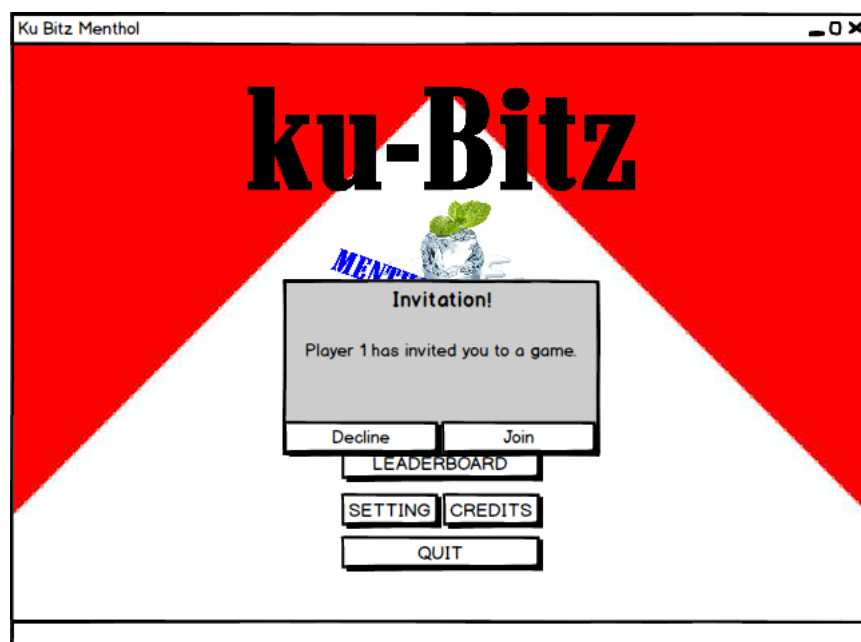 Ku Bitz Menthol
ku-Bitz
Invitation!
Player 1 has invited you to a game.
Decline Join
LEADERBOARD
SETTING CREDITS
QUIT